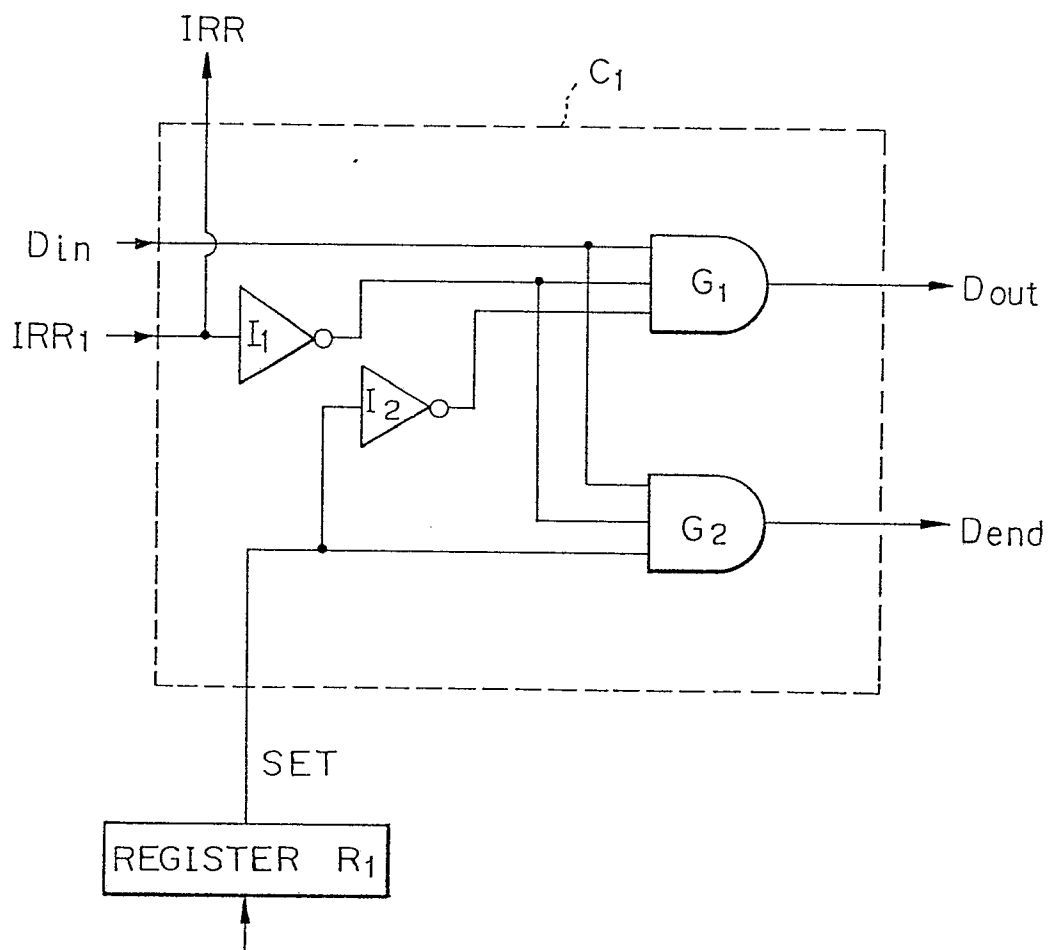 IRR
C1
Din
G1
Dout
IRR1
I1
I2
G2
Dend
SET
REGISTER R1